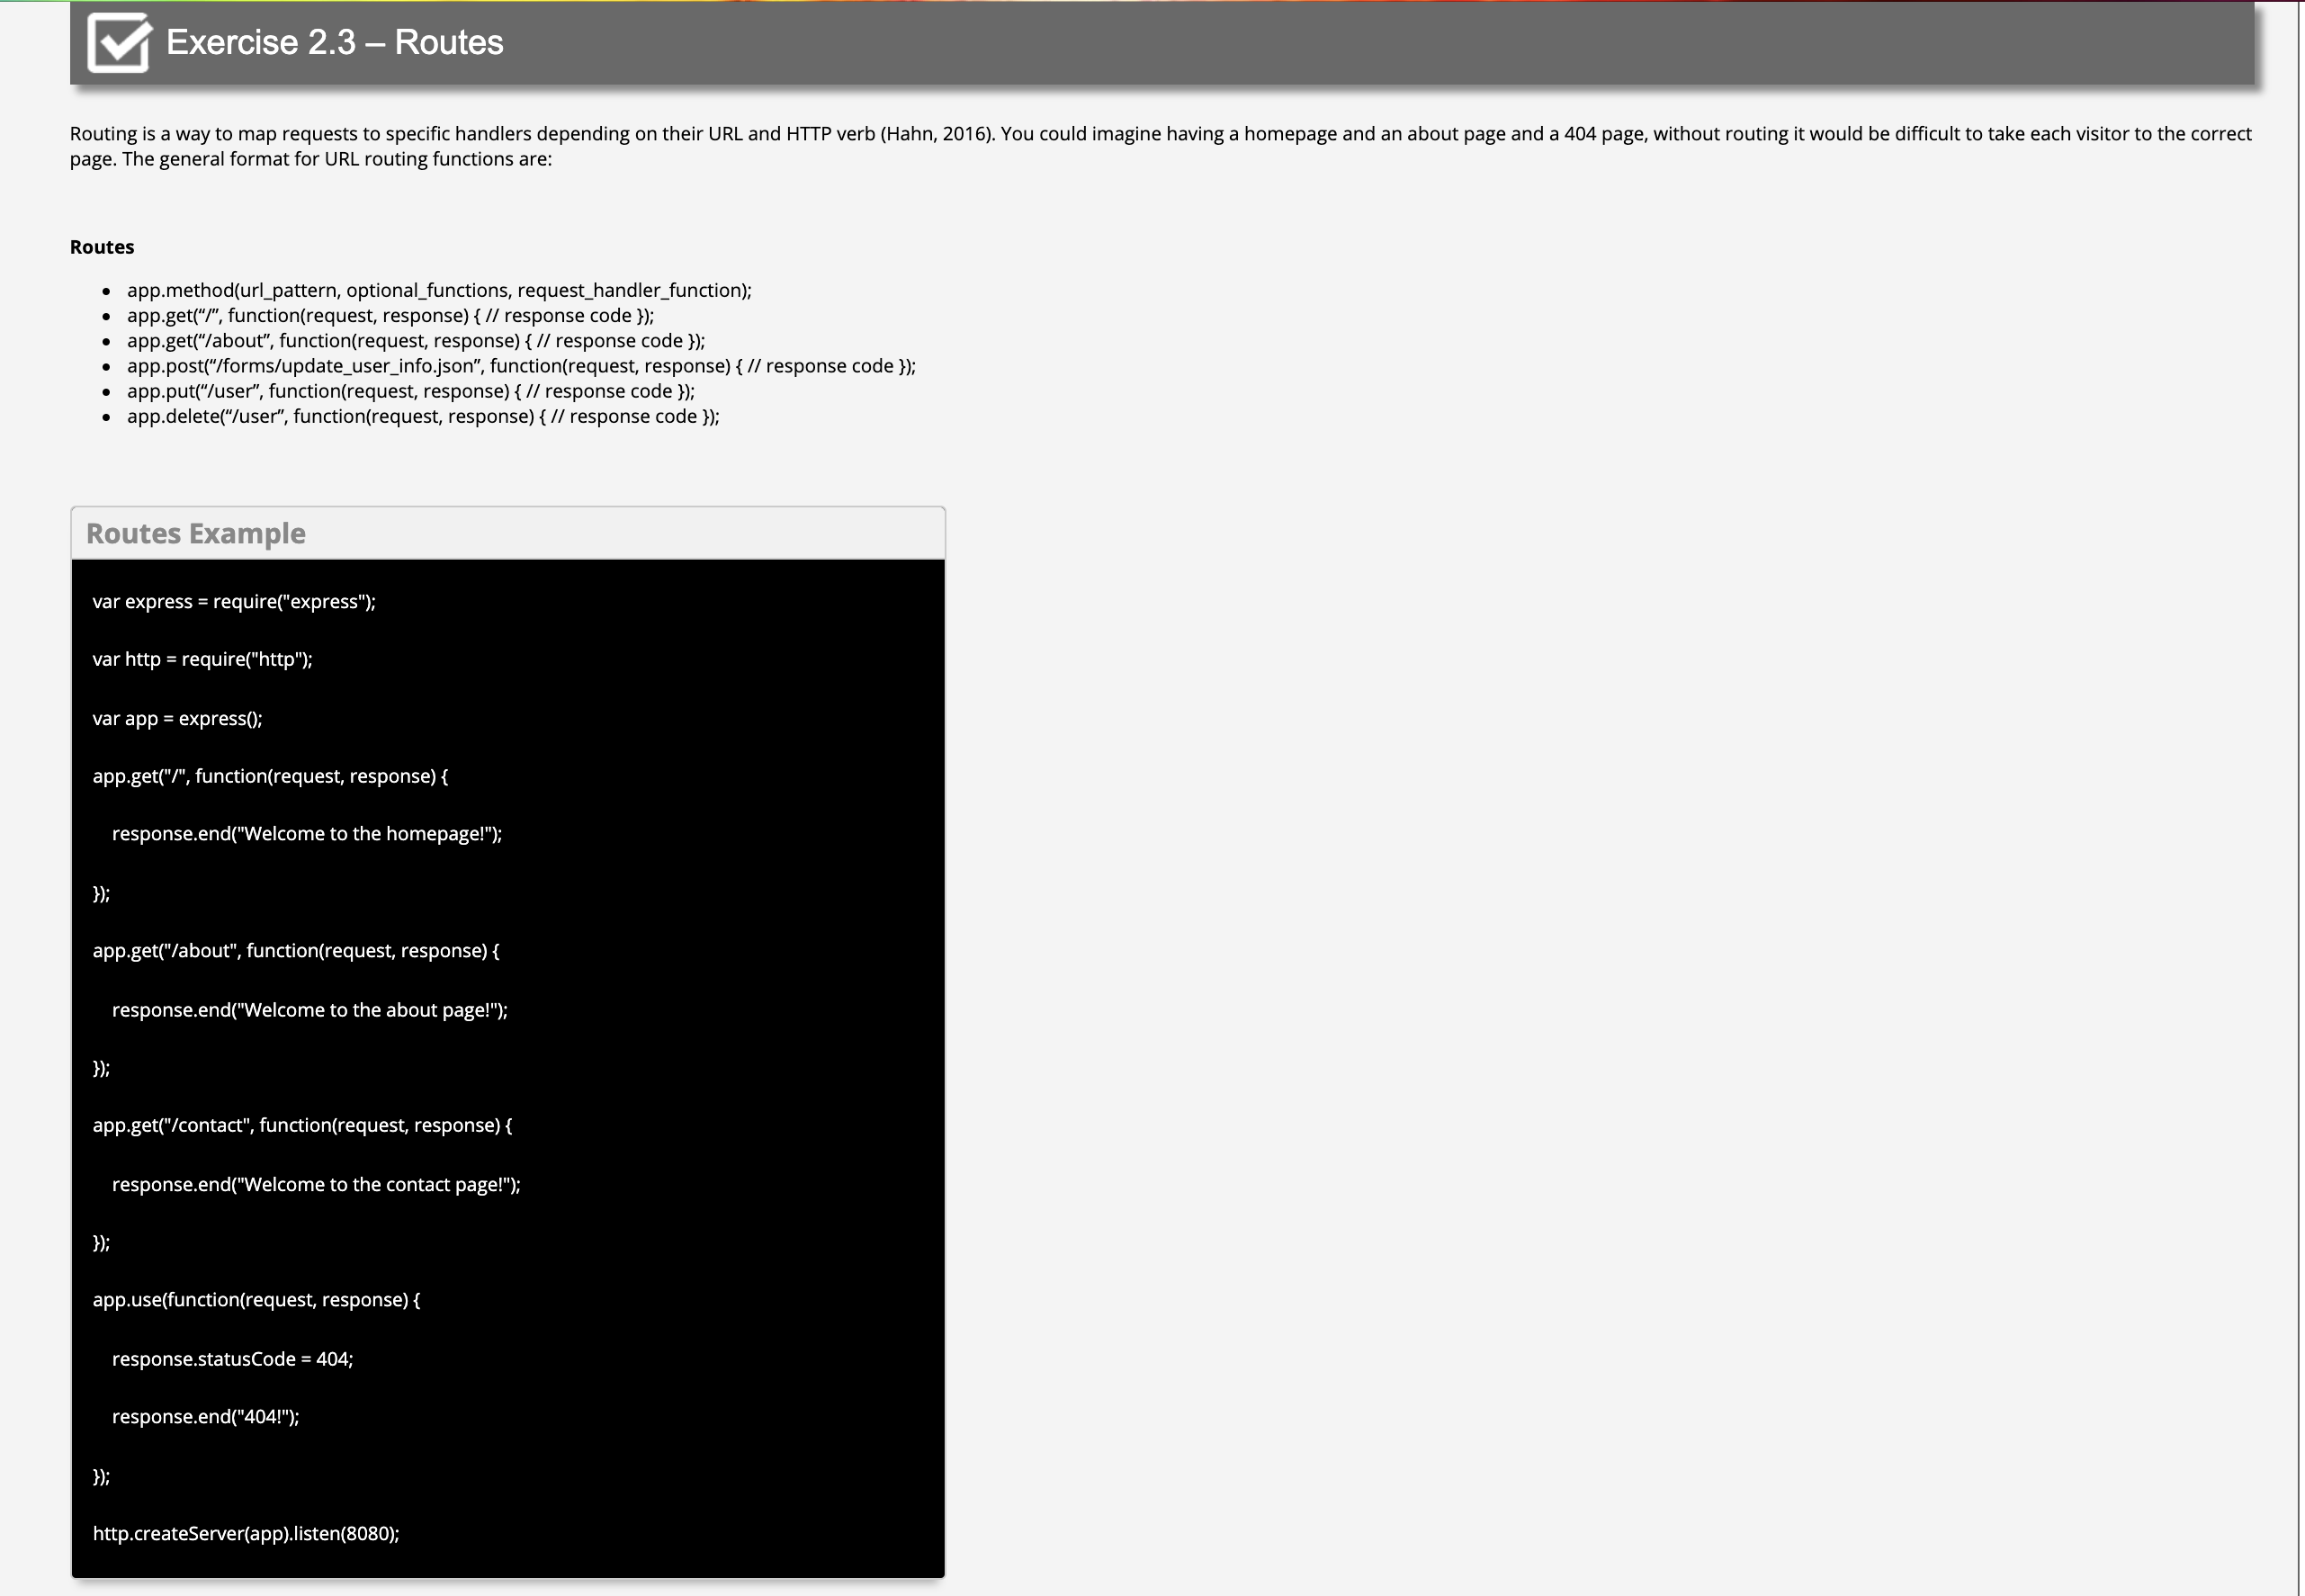 Exercise 2.3 – Routes
Routing is a way to map requests to specific handlers depending on their URL and HTTP verb (Hahn, 2016). You could imagine having a homepage and an about page and a 404 page, without routing it would be difficult to take each visitor to the correct
page. The general format for URL routing functions are:
Routes
• app.method(url_pattern, optional_functions, request_handler_function);
• app.get(“/”, function(request, response) { // response code });
• app.get(“/about”, function(request, response) { // response code });
• app.post(“/forms/update_user_info.json”, function(request, response) { // response code });
• app.put(“/user”, function(request, response) { // response code });
• app.delete(“/user”, function(request, response) { // response code });
Routes Example
var express = require("express");
var http = require("http");
var app = express();
app.get("/", function(request, response) {
response.end("Welcome to the homepage!");
});
app.get("/about", function(request, response) {
response.end("Welcome to the about page!");
});
app.get("/contact", function(request, response) {
response.end("Welcome to the contact page!");
});
app.use(function(request, response) {
response.statusCode = 404;
response.end("404!");
});
http.createServer(app).listen(8080);